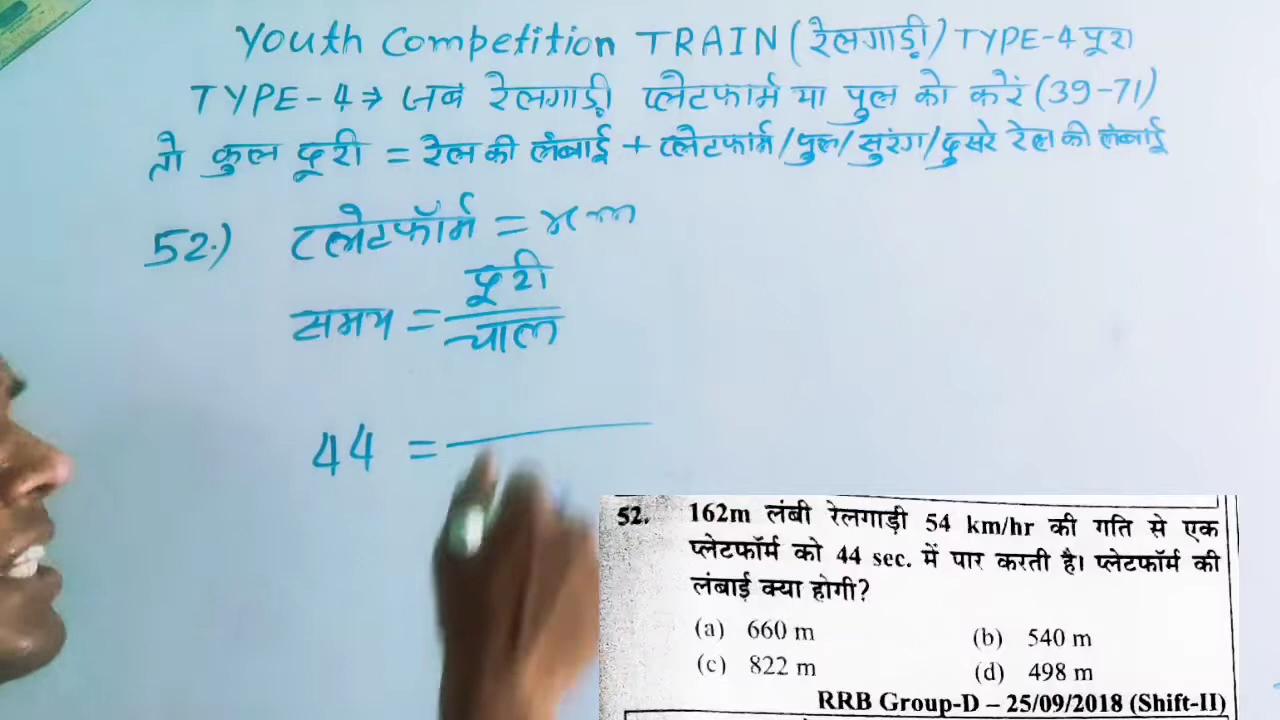 Youth Competition TRAIN (रेलगाड़ी) TYPE-4 पूरा
TYPE-4 → जब रेलगाड़ी प्लेटफार्म या पुल को करें (39-71)
तो कुल दूरी = रेल की लंबाई + प्लेटफार्म/पुल/सुरंग/दुसरे रेल की लंबाई
52.) प्लेटफॉर्म = x m
समय = दूरी / चाल
44 =
52. 162m लंबी रेलगाड़ी 54 km/hr की गति से एक
प्लेटफॉर्म को 44 sec. में पार करती है। प्लेटफॉर्म की
लंबाई क्या होगी?
(a) 660 m (b) 540 m
(c) 822 m (d) 498 m
RRB Group-D – 25/09/2018 (Shift-II)